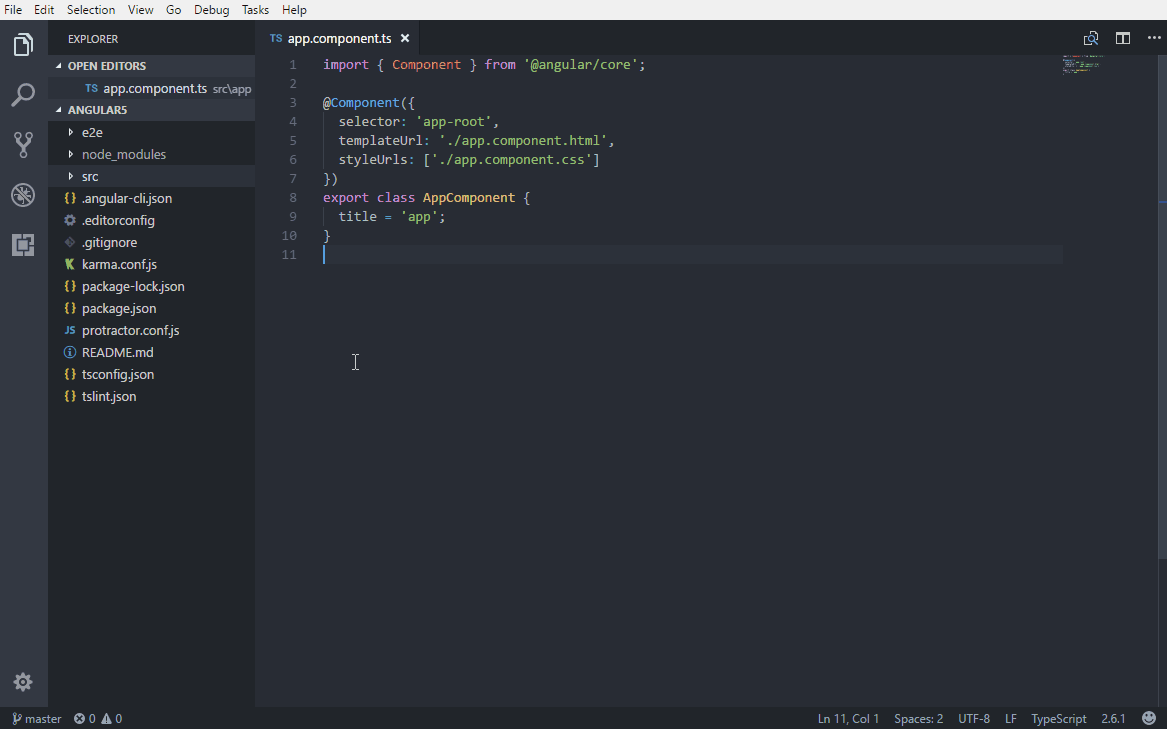 File Edit Selection View Go Debug Tasks Help
EXPLORER
OPEN EDITORS
TS app.component.ts src\app
ANGULAR5
e2e
node_modules
src
{} .angular-cli.json
.editorconfig
.gitignore
karma.conf.js
{} package-lock.json
{} package.json
JS protractor.conf.js
README.md
{} tsconfig.json
{} tslint.json
TS app.component.ts ×
1 import { Component } from '@angular/core';
2
3 @Component({
4   selector: 'app-root',
5   templateUrl: './app.component.html',
6   styleUrls: ['./app.component.css']
7 })
8 export class AppComponent {
9   title = 'app';
10 }
11
master 0 0 Ln 11, Col 1 Spaces: 2 UTF-8 LF TypeScript 2.6.1